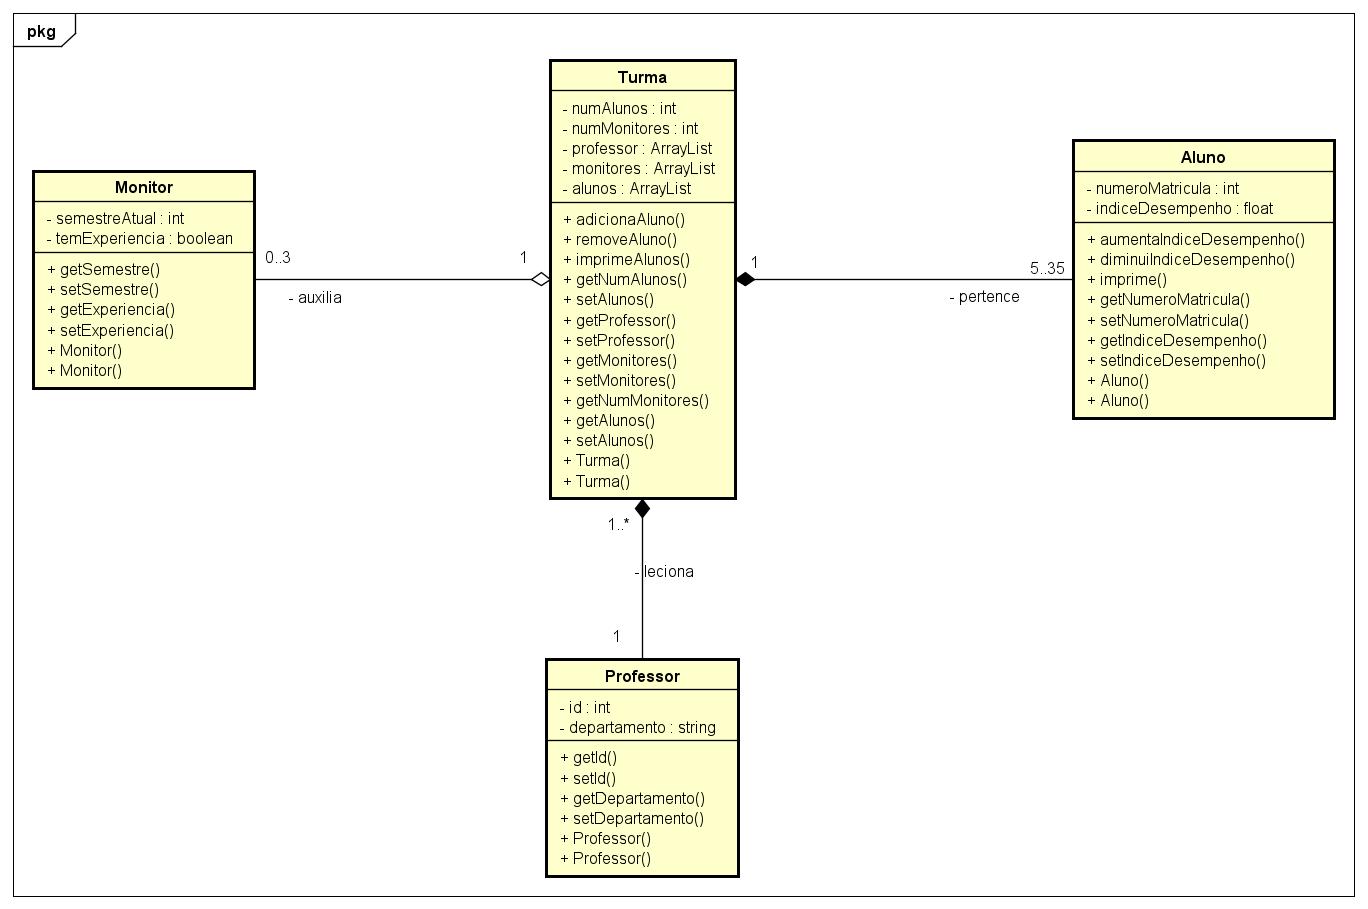 pkg
Turma
- numAlunos : int
- numMonitores : int
- professor : ArrayList
- monitores : ArrayList
- alunos : ArrayList
+ adicionaAluno()
+ removeAluno()
+ imprimeAlunos()
+ getNumAlunos()
+ setAlunos()
+ getProfessor()
+ setProfessor()
+ getMonitores()
+ setMonitores()
+ getNumMonitores()
+ getAlunos()
+ setAlunos()
+ Turma()
+ Turma()
Monitor
- semestreAtual : int
- temExperiencia : boolean
+ getSemestre()
+ setSemestre()
+ getExperiencia()
+ setExperiencia()
+ Monitor()
+ Monitor()
0..3
1
- auxilia
1
5..35
- pertence
Aluno
- numeroMatricula : int
- indiceDesempenho : float
+ aumentaIndiceDesempenho()
+ diminuiIndiceDesempenho()
+ imprime()
+ getNumeroMatricula()
+ setNumeroMatricula()
+ getIndiceDesempenho()
+ setIndiceDesempenho()
+ Aluno()
+ Aluno()
1..*
- leciona
1
Professor
- id : int
- departamento : string
+ getId()
+ setId()
+ getDepartamento()
+ setDepartamento()
+ Professor()
+ Professor()